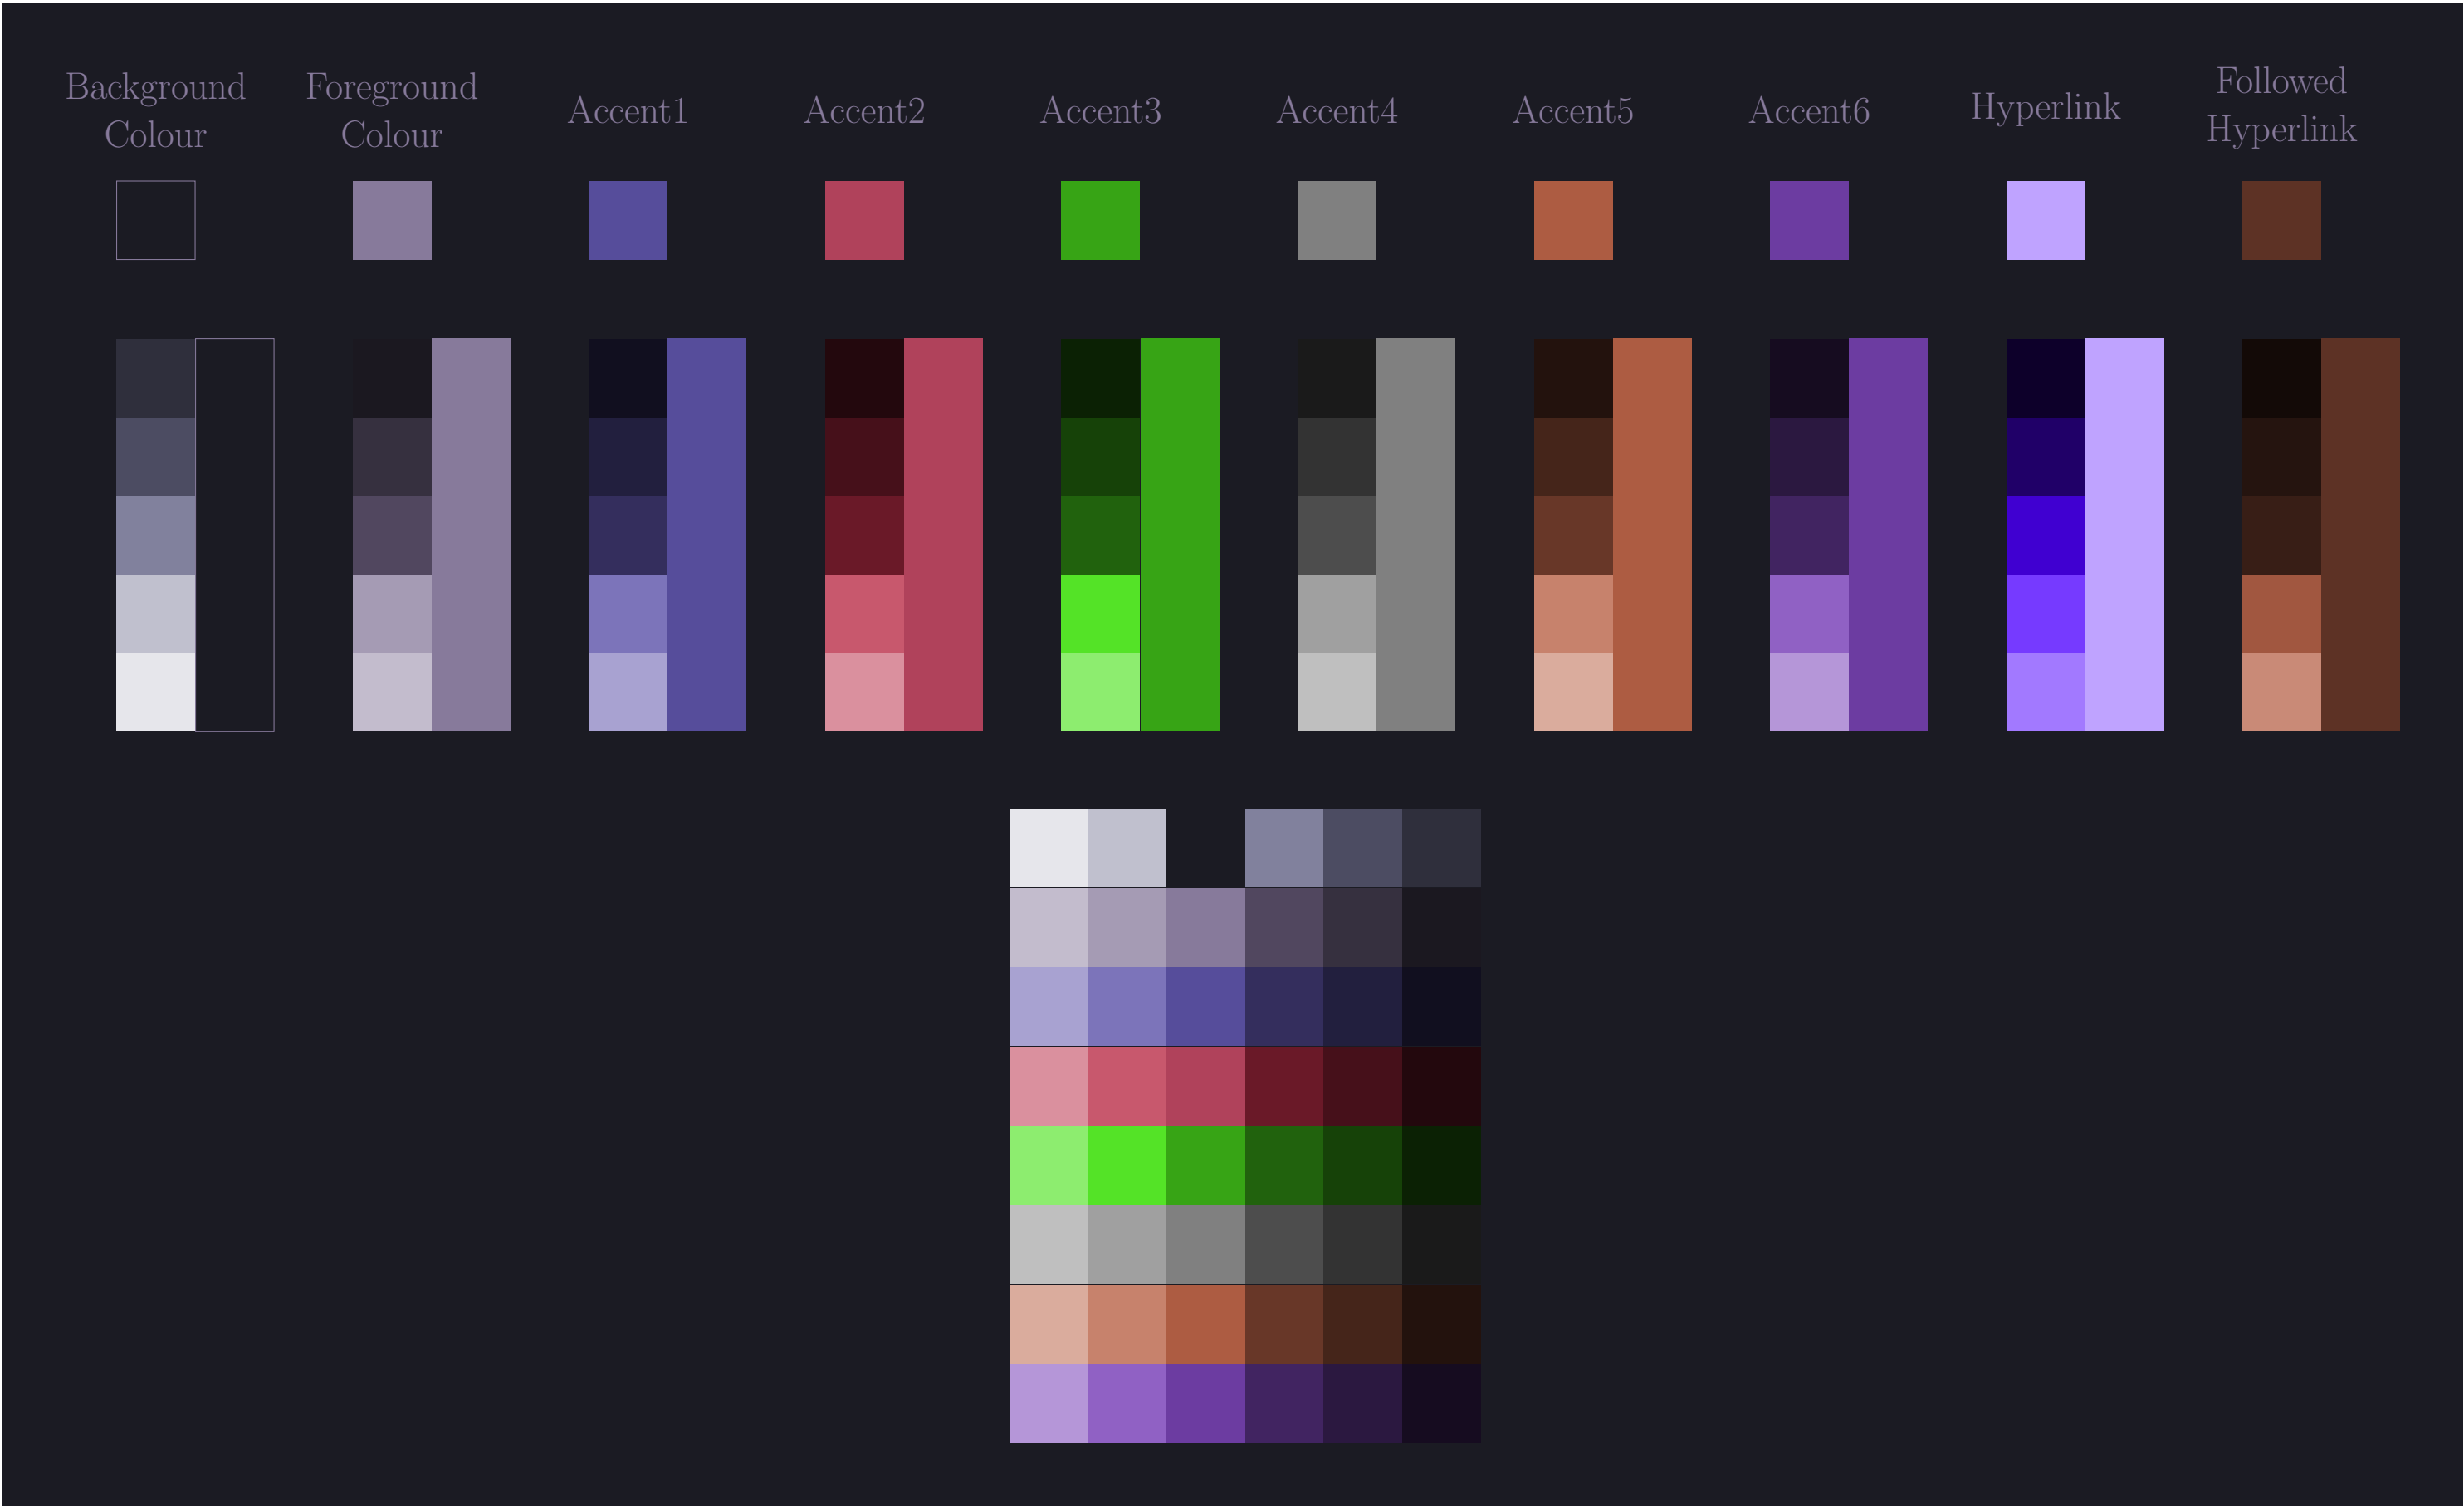 Background
Colour
Foreground
Colour
Accent1
Accent2
Accent3
Accent4
Accent5
Accent6
Hyperlink
Followed
Hyperlink